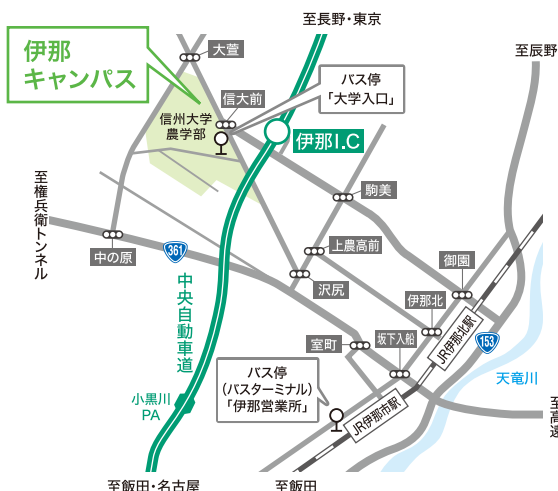 至長野・東京
伊那
キャンパス
大萱
至辰野
バス停
「大学入口」
信大前
信州大学
農学部
伊那I.C
至権兵衛トンネル
駒美
中の原
361
上農高前
御園
沢尻
中央自動車道
伊那北
JR伊那北駅
室町
坂下入船
153
バス停
（バスターミナル）
「伊那営業所」
天竜川
小黒川
PA
JR伊那市駅
至高遠
至飯田・名古屋
至飯田